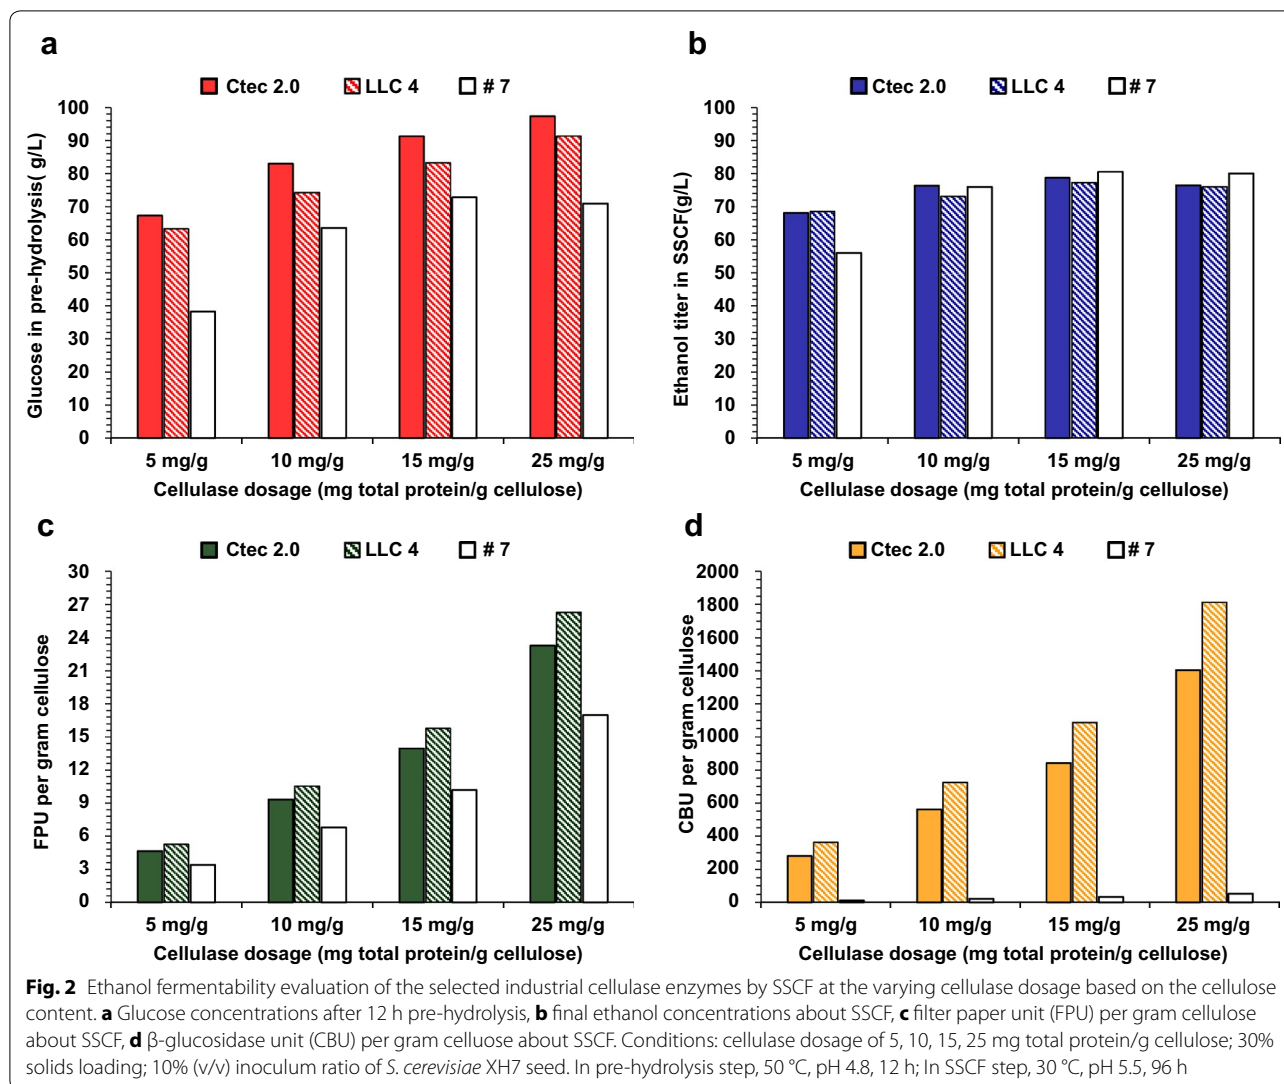 a
Ctec 2.0 LLC 4 # 7
Glucose in pre-hydrolysis( g/L)
100
90
80
70
60
50
40
30
20
10
0
5 mg/g 10 mg/g 15 mg/g 25 mg/g
Cellulase dosage (mg total protein/g cellulose)
b
Ctec 2.0 LLC 4 # 7
Ethanol titer in SSCF(g/L)
100
90
80
70
60
50
40
30
20
10
0
5 mg/g 10 mg/g 15 mg/g 25 mg/g
Cellulase dosage (mg total protein/g cellulose)
c
Ctec 2.0 LLC 4 # 7
FPU per gram cellulose
30
27
24
21
18
15
12
9
6
3
0
5 mg/g 10 mg/g 15 mg/g 25 mg/g
Cellulase dosage (mg total protein/g cellulose)
d
Ctec 2.0 LLC 4 # 7
CBU per gram cellulose
2000
1800
1600
1400
1200
1000
800
600
400
200
0
5 mg/g 10 mg/g 15 mg/g 25 mg/g
Cellulase dosage (mg total protein/g cellulose)
Fig. 2 Ethanol fermentability evaluation of the selected industrial cellulase enzymes by SSCF at the varying cellulase dosage based on the cellulose
content. a Glucose concentrations after 12 h pre-hydrolysis, b final ethanol concentrations about SSCF, c filter paper unit (FPU) per gram cellulose
about SSCF, d β-glucosidase unit (CBU) per gram celluose about SSCF. Conditions: cellulase dosage of 5, 10, 15, 25 mg total protein/g cellulose; 30%
solids loading; 10% (v/v) inoculum ratio of S. cerevisiae XH7 seed. In pre-hydrolysis step, 50 °C, pH 4.8, 12 h; In SSCF step, 30 °C, pH 5.5, 96 h